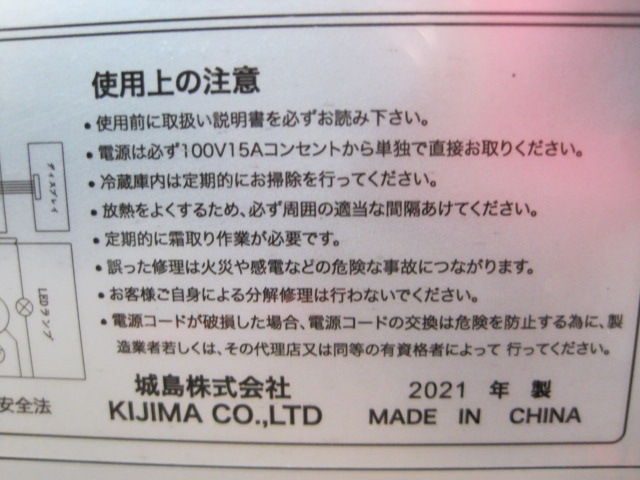 使用上の注意
• 使用前に取扱い説明書を必ずお読み下さい。
• 電源は必ず100V15Aコンセントから単独で直接お取りください。
• 冷蔵庫内は定期的にお掃除を行ってください。
ディスプレイ
• 放熱をよくするため、必ず周囲の適当な間隔あけてください。
• 定期的に霜取り作業が必要です。
• 誤った修理は火災や感電などの危険な事故につながります。
LEDランプ
• お客様ご自身による分解修理は行わないでください。
• 電源コードが破損した場合、電源コードの交換は危険を防止する為に、製
造業者若しくは、その代理店又は同等の有資格者によって 行ってください。
安全法
城島株式会社 2021 年 製
KIJIMA CO.,LTD MADE IN CHINA